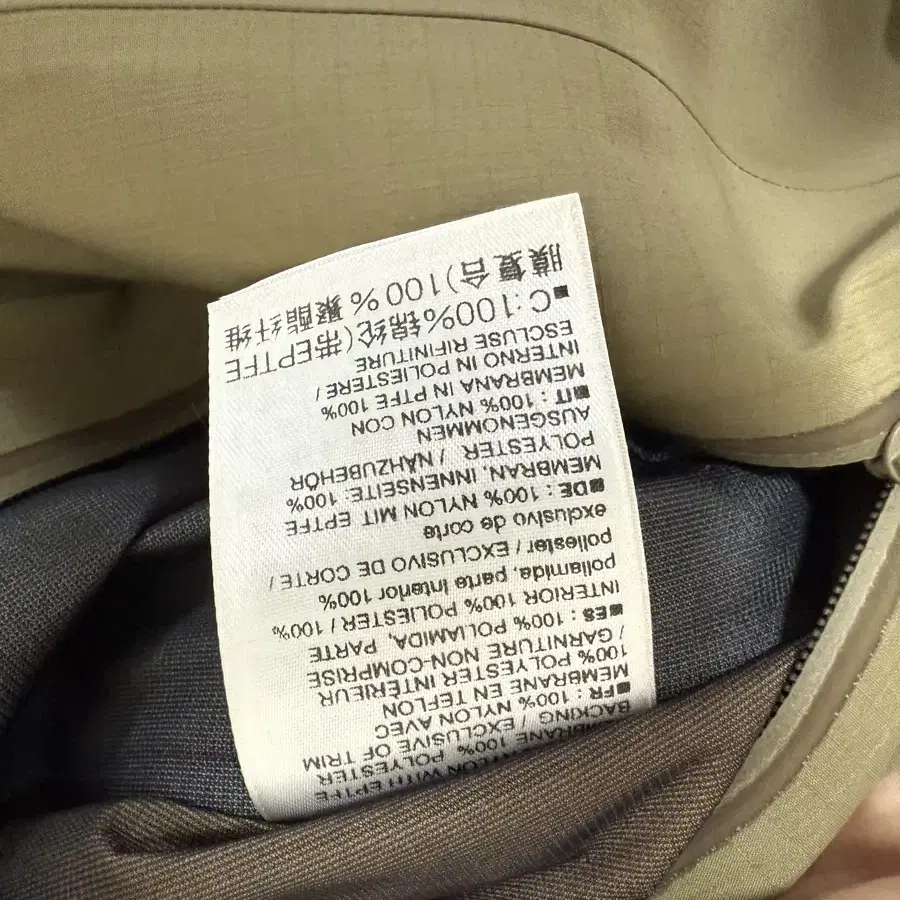 NYLON WITH EPTFE
MBRANE 100% POLYESTER
BACKING / EXCLUSIVE OF TRIM
■FR : 100% NYLON AVEC
MEMBRANE EN TEFLON
100% POLYESTER INTÉRIEUR
/ GARNITURE NON-COMPRISE
■ES : 100% POLIAMIDA, PARTE
INTERIOR 100% POLIESTER / 100%
poliamida, parte interior 100%
poliester / EXCLUSIVO DE CORTE /
exclusivo de corte
■DE : 100% NYLON MIT EPTFE
MEMBRAN, INNENSEITE: 100%
POLYESTER / NÄHZUBEHÖR
AUSGENOMMEN
■IT : 100% NYLON CON
MEMBRANA IN PTFE 100%
INTERNO IN POLIESTERE /
ESCLUSE RIFINITURE
■C:100%锦纶(带EPTFE
膜复合)100%聚酯纤维